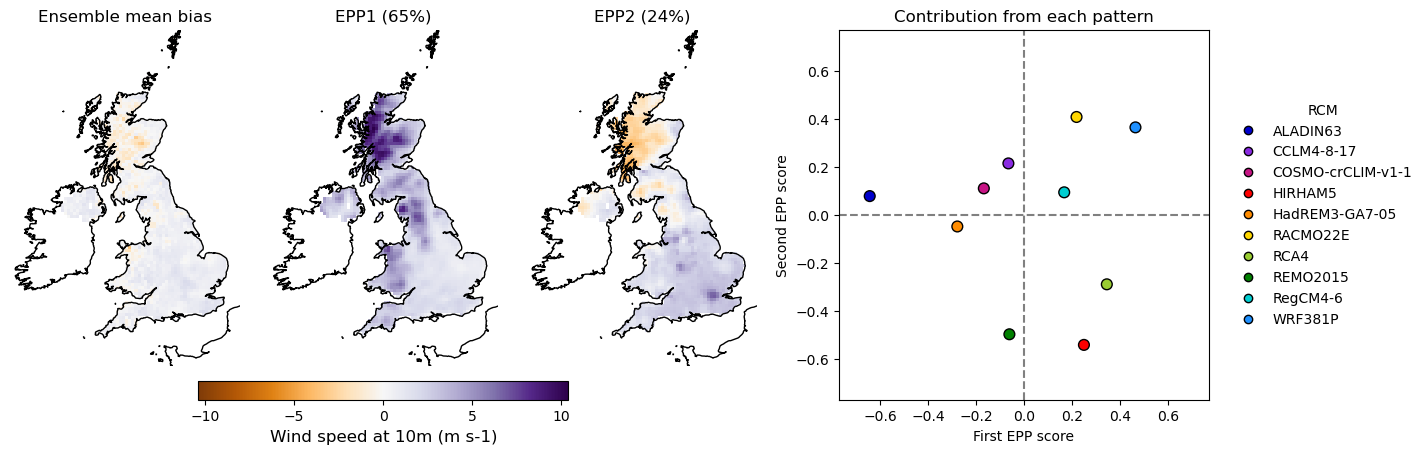 Ensemble mean bias
EPP1 (65%)
EPP2 (24%)
Contribution from each pattern
−10
−5
0
5
10
Wind speed at 10m (m s-1)
Second EPP score
0.6
0.4
0.2
0.0
−0.2
−0.4
−0.6
−0.6
−0.4
−0.2
0.0
0.2
0.4
0.6
First EPP score
RCM
ALADIN63
CCLM4-8-17
COSMO-crCLIM-v1-1
HIRHAM5
HadREM3-GA7-05
RACMO22E
RCA4
REMO2015
RegCM4-6
WRF381P